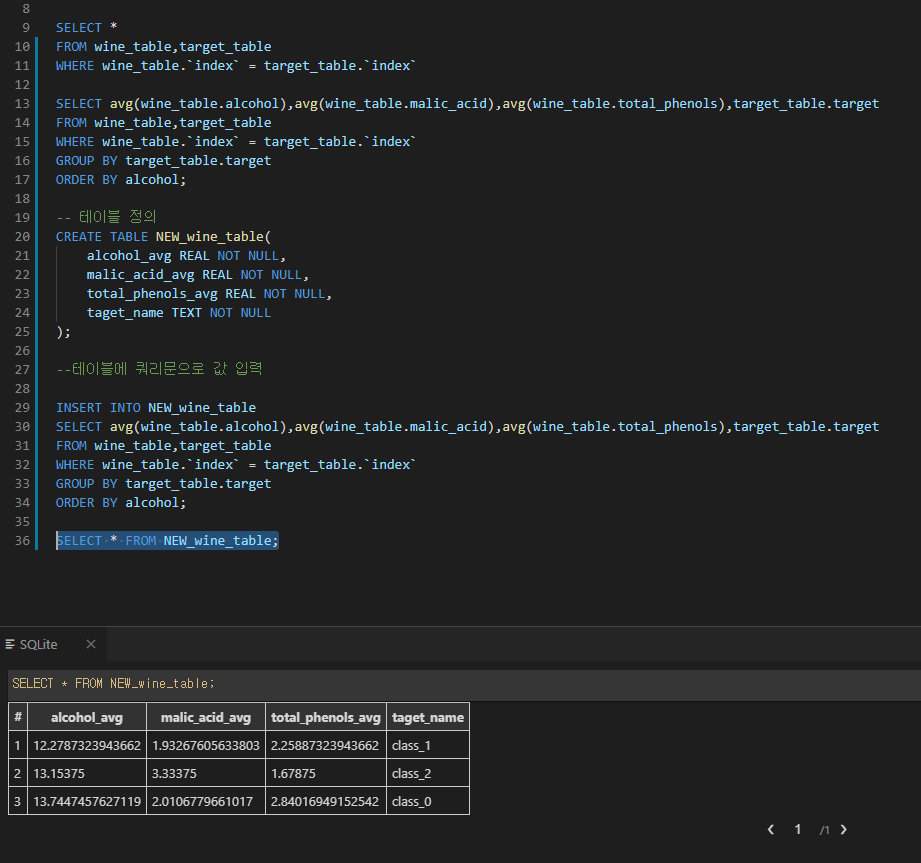 8
9 SELECT *
10 FROM wine_table,target_table
11 WHERE wine_table.`index` = target_table.`index`
12
13 SELECT avg(wine_table.alcohol),avg(wine_table.malic_acid),avg(wine_table.total_phenols),target_table.target
14 FROM wine_table,target_table
15 WHERE wine_table.`index` = target_table.`index`
16 GROUP BY target_table.target
17 ORDER BY alcohol;
18
19 -- 테이블 정의
20 CREATE TABLE NEW_wine_table(
21 alcohol_avg REAL NOT NULL,
22 malic_acid_avg REAL NOT NULL,
23 total_phenols_avg REAL NOT NULL,
24 taget_name TEXT NOT NULL
25 );
26
27 --테이블에 쿼리문으로 값 입력
28
29 INSERT INTO NEW_wine_table
30 SELECT avg(wine_table.alcohol),avg(wine_table.malic_acid),avg(wine_table.total_phenols),target_table.target
31 FROM wine_table,target_table
32 WHERE wine_table.`index` = target_table.`index`
33 GROUP BY target_table.target
34 ORDER BY alcohol;
35
36 SELECT * FROM NEW_wine_table;
SQLite
SELECT * FROM NEW_wine_table;
# alcohol_avg malic_acid_avg total_phenols_avg taget_name
1 12.2787323943662 1.93267605633803 2.25887323943662 class_1
2 13.15375 3.33375 1.67875 class_2
3 13.7447457627119 2.0106779661017 2.84016949152542 class_0
1 /1